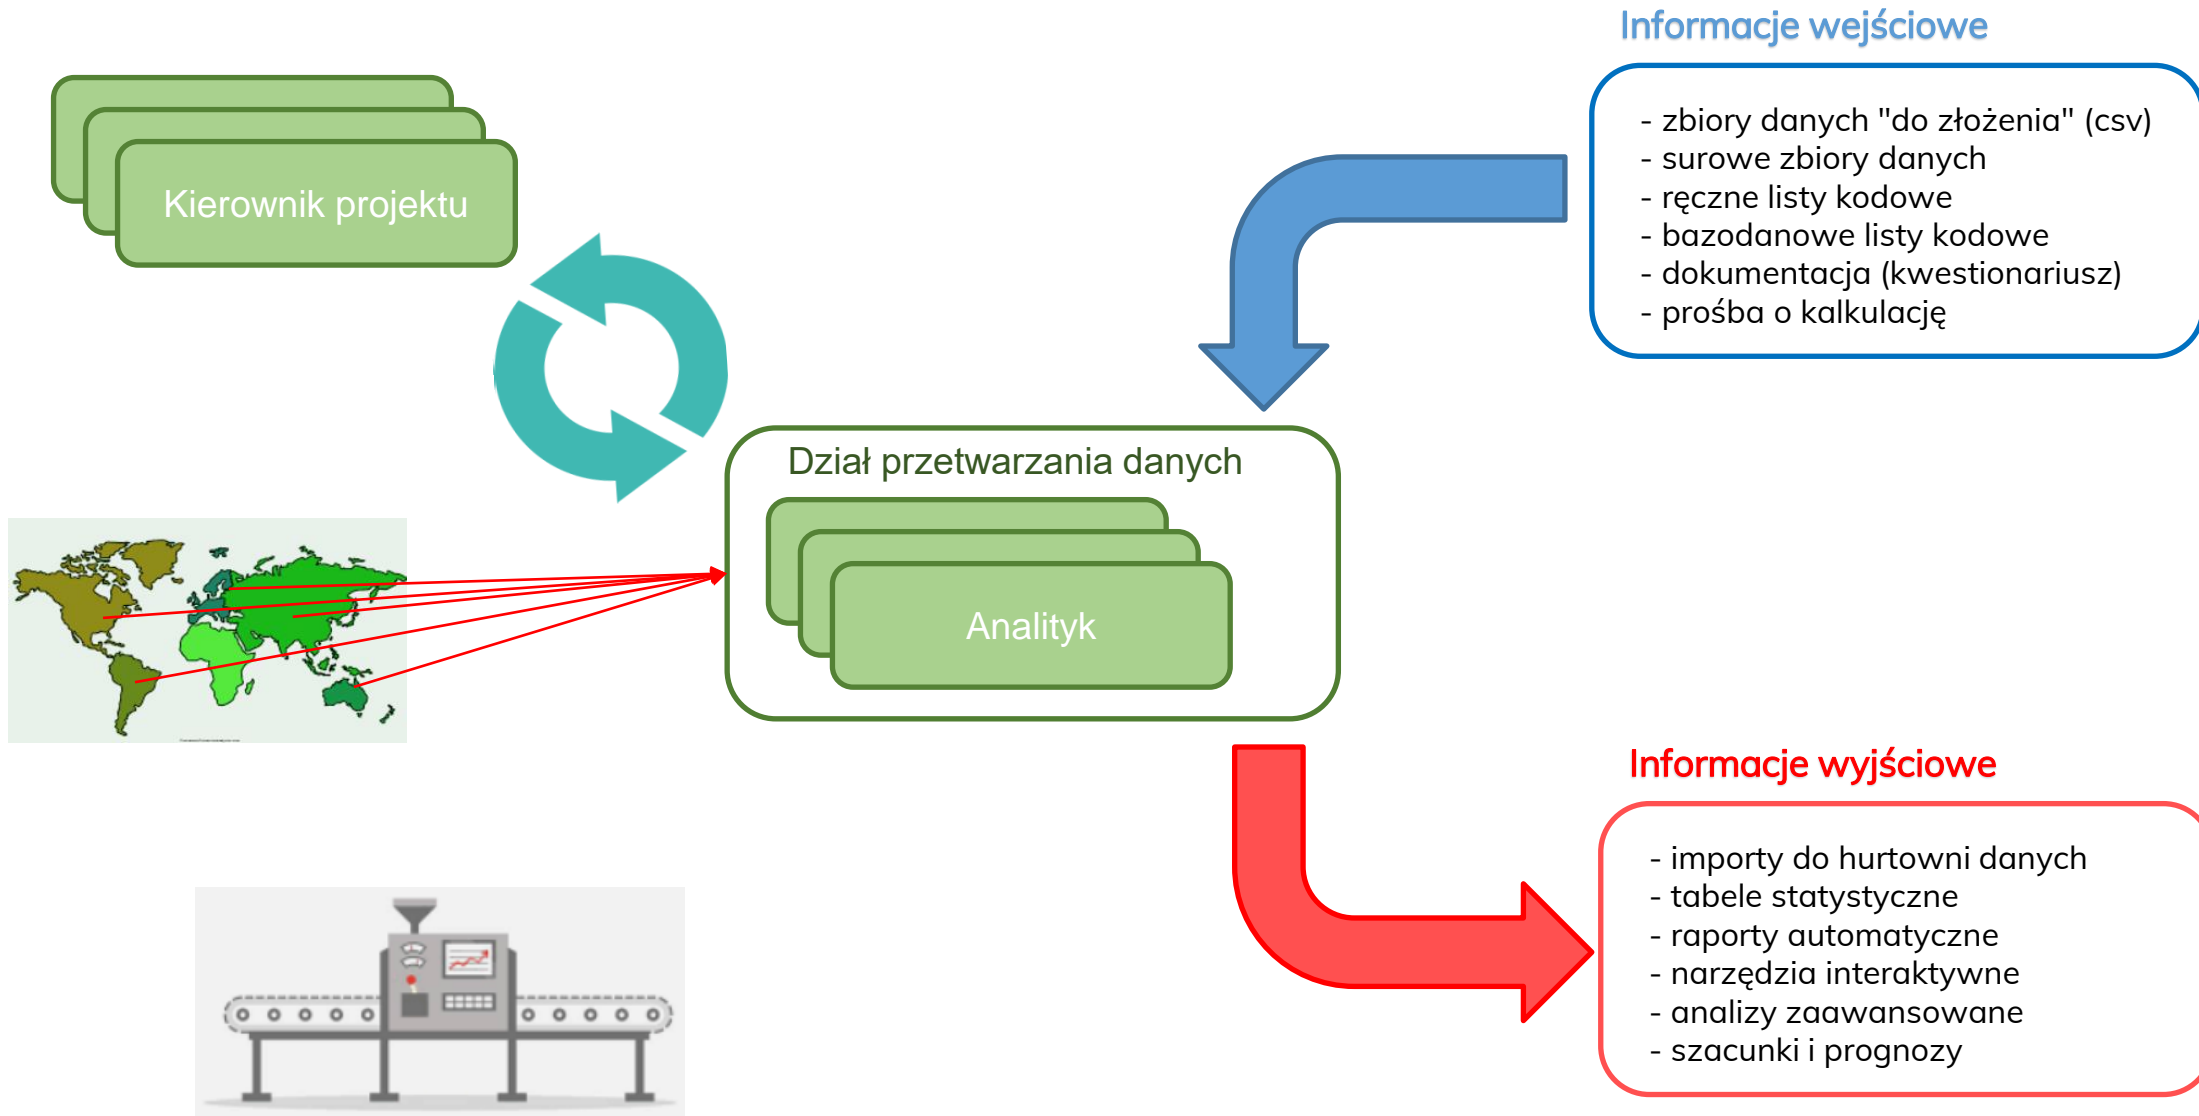 Informacje wejściowe
- zbiory danych "do złożenia" (csv)
- surowe zbiory danych
- ręczne listy kodowe
- bazodanowe listy kodowe
- dokumentacja (kwestionariusz)
- prośba o kalkulację
Kierownik projektu
Dział przetwarzania danych
Analityk
Informacje wyjściowe
- importy do hurtowni danych
- tabele statystyczne
- raporty automatyczne
- narzędzia interaktywne
- analizy zaawansowane
- szacunki i prognozy